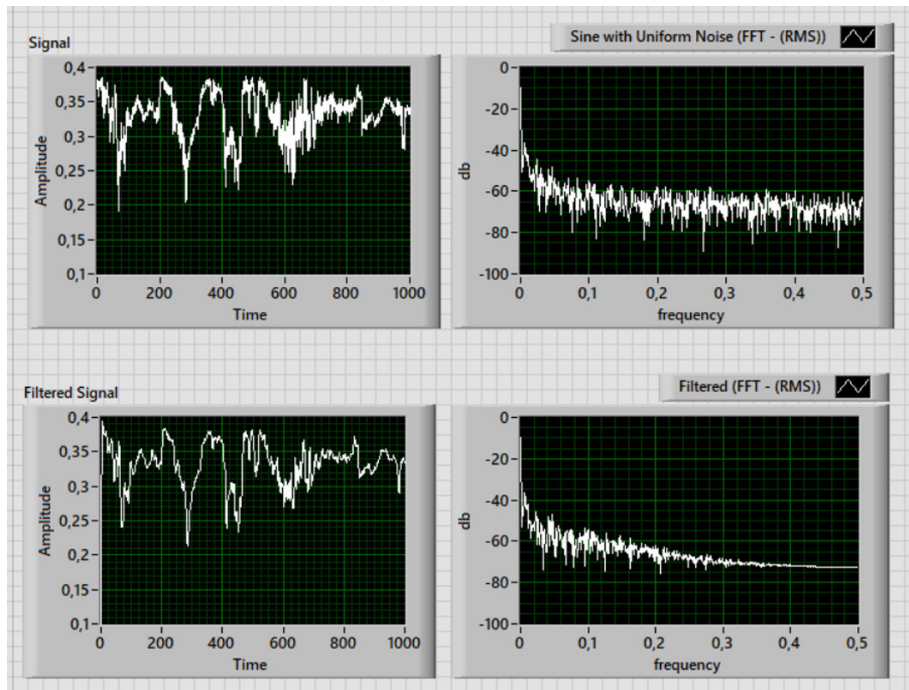 Signal
Sine with Uniform Noise (FFT - (RMS))
0,4
0,35
0,3
0,25
0,2
0,15
0,1
Amplitude
0 200 400 600 800 1000
Time
0
-20
-40
-60
-80
-100
db
0 0,1 0,2 0,3 0,4 0,5
frequency
Filtered Signal
Filtered (FFT - (RMS))
0,4
0,35
0,3
0,25
0,2
0,15
0,1
Amplitude
0 200 400 600 800 1000
Time
0
-20
-40
-60
-80
-100
db
0 0,1 0,2 0,3 0,4 0,5
frequency